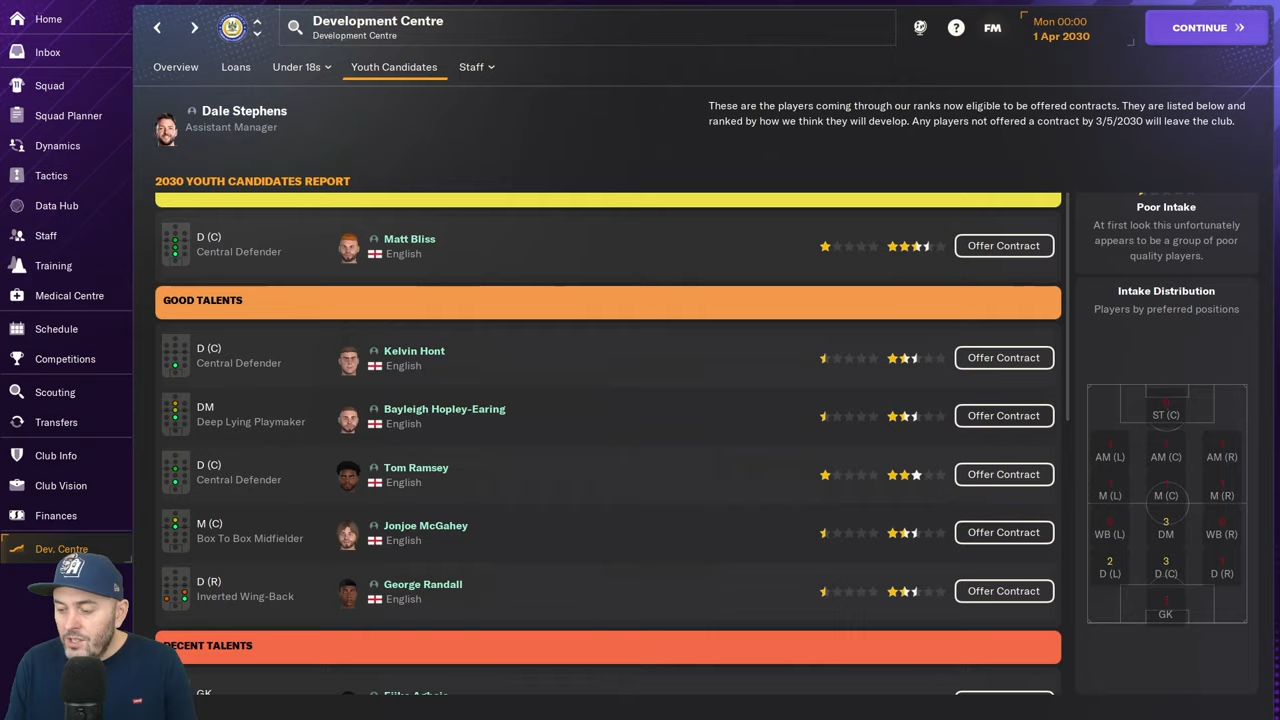 Home
Inbox
Squad
Squad Planner
Dynamics
Tactics
Data Hub
Staff
Training
Medical Centre
Schedule
Competitions
Scouting
Transfers
Club Info
Club Vision
Finances
Dev. Centre
Development Centre
Development Centre
FM
Mon 00:00
1 Apr 2030
CONTINUE
Overview
Loans
Under 18s
Youth Candidates
Staff
Dale Stephens
Assistant Manager
These are the players coming through our ranks now eligible to be offered contracts. They are listed below and
ranked by how we think they will develop. Any players not offered a contract by 3/5/2030 will leave the club.
2030 YOUTH CANDIDATES REPORT
D (C)
Central Defender
Matt Bliss
English
Offer Contract
GOOD TALENTS
D (C)
Central Defender
Kelvin Hont
English
Offer Contract
DM
Deep Lying Playmaker
Bayleigh Hopley-Earing
English
Offer Contract
D (C)
Central Defender
Tom Ramsey
English
Offer Contract
M (C)
Box To Box Midfielder
Jonjoe McGahey
English
Offer Contract
D (R)
Inverted Wing-Back
George Randall
English
Offer Contract
DECENT TALENTS
GK
Poor Intake
At first look this unfortunately
appears to be a group of poor
quality players.
Intake Distribution
Players by preferred positions
ST (C)
AM (L)
AM (C)
AM (R)
M (L)
M (C)
M (R)
WB (L)
3
DM
WB (R)
2
D (L)
3
D (C)
D (R)
GK